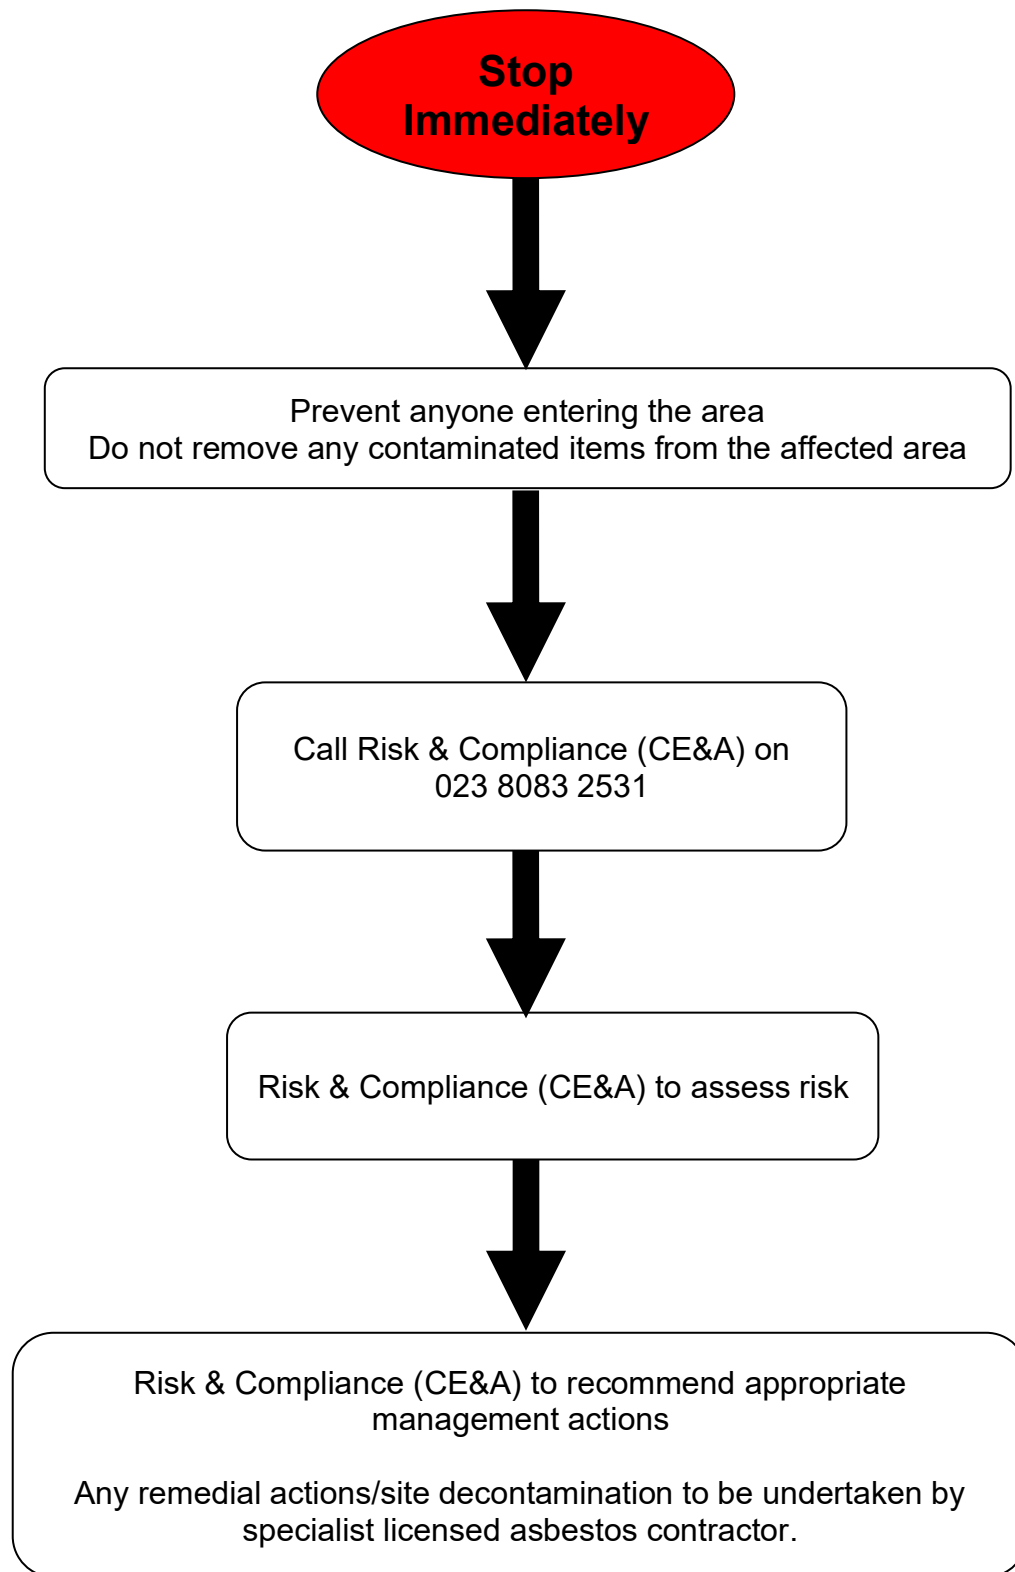 Stop
Immediately
Prevent anyone entering the area
Do not remove any contaminated items from the affected area
Call Risk & Compliance (CE&A) on
023 8083 2531
Risk & Compliance (CE&A) to assess risk
Risk & Compliance (CE&A) to recommend appropriate
management actions
Any remedial actions/site decontamination to be undertaken by
specialist licensed asbestos contractor.